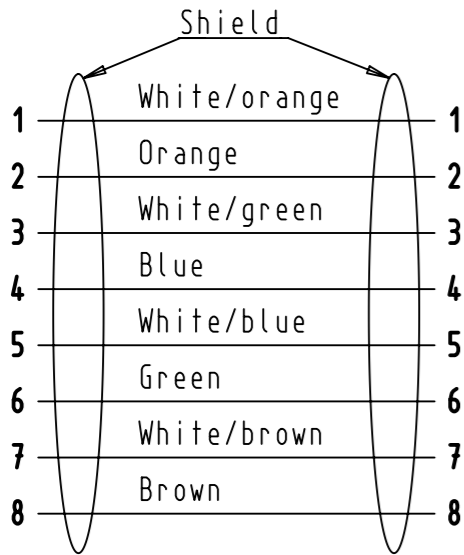 Shield
White/orange
1 1
Orange
2 2
White/green
3 3
Blue
4 4
White/blue
5 5
Green
6 6
White/brown
7 7
Brown
8 8